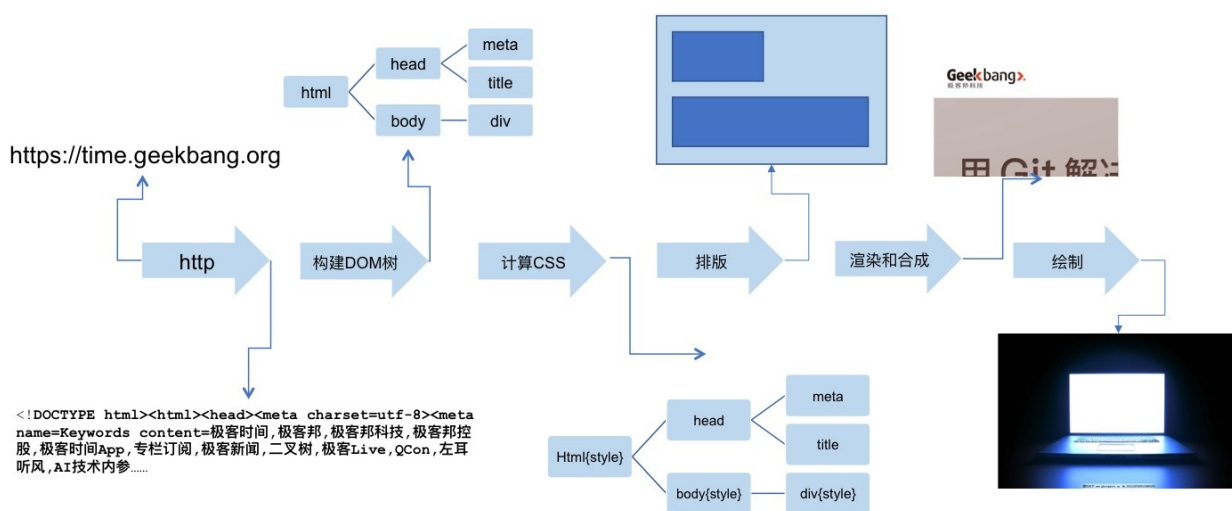 https://time.geekbang.org
html
head
body
meta
title
div
Geekbang>.
极客邦科技
用 Git 解决
http
构建DOM树
计算CSS
排版
渲染和合成
绘制
<!DOCTYPE html><html><head><meta charset=utf-8><meta
name=Keywords content=极客时间,极客邦,极客邦科技,极客邦控
股,极客时间App,专栏订阅,极客新闻,二叉树,极客Live,QCon,左耳
听风,AI技术内参……
Html{style}
head
body{style}
meta
title
div{style}